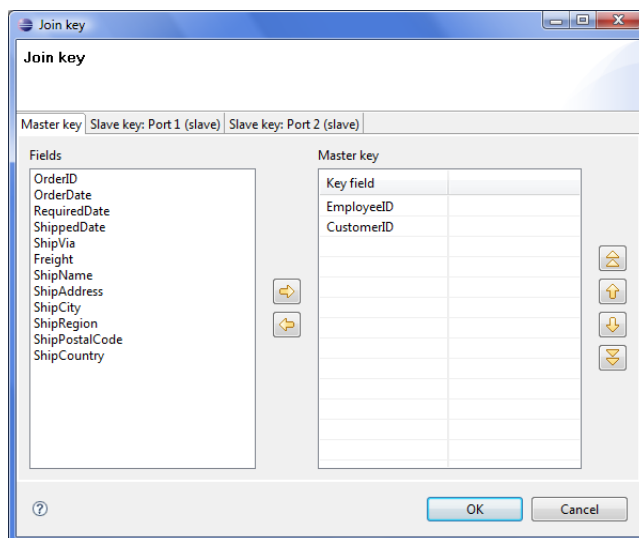 Join key
Join key
Master key Slave key: Port 1 (slave) Slave key: Port 2 (slave)
Fields
OrderID
OrderDate
RequiredDate
ShippedDate
ShipVia
Freight
ShipName
ShipAddress
ShipCity
ShipRegion
ShipPostalCode
ShipCountry
Master key
Key field
EmployeeID
CustomerID
?
OK Cancel